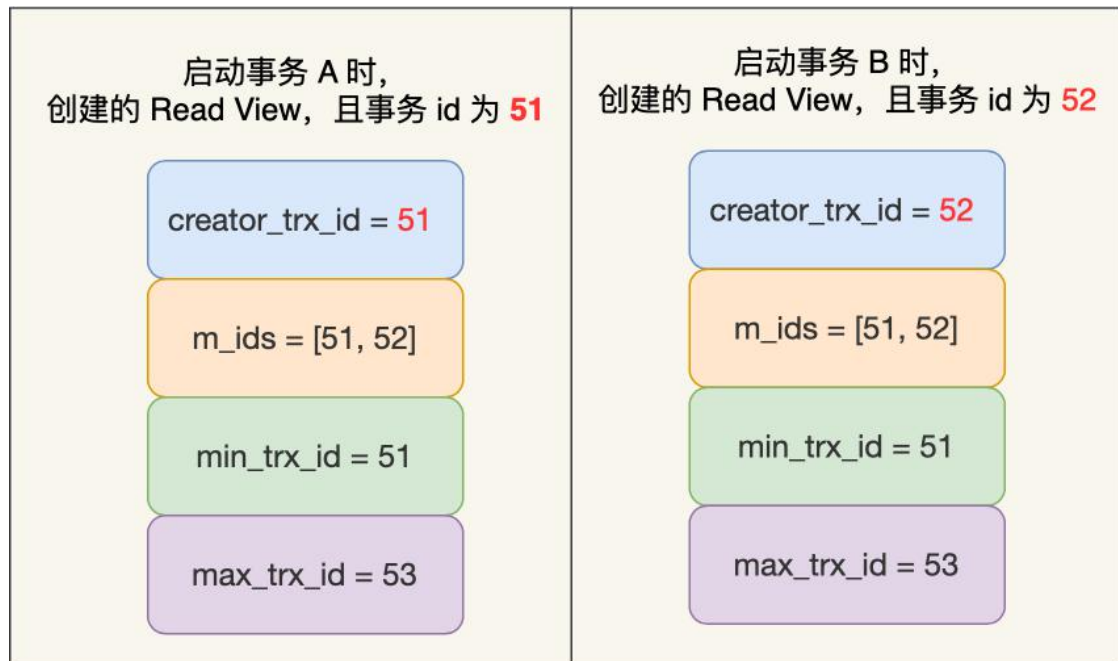 启动事务 A 时，
创建的 Read View，且事务 id 为 51
creator_trx_id = 51
m_ids = [51, 52]
min_trx_id = 51
max_trx_id = 53
启动事务 B 时，
创建的 Read View，且事务 id 为 52
creator_trx_id = 52
m_ids = [51, 52]
min_trx_id = 51
max_trx_id = 53